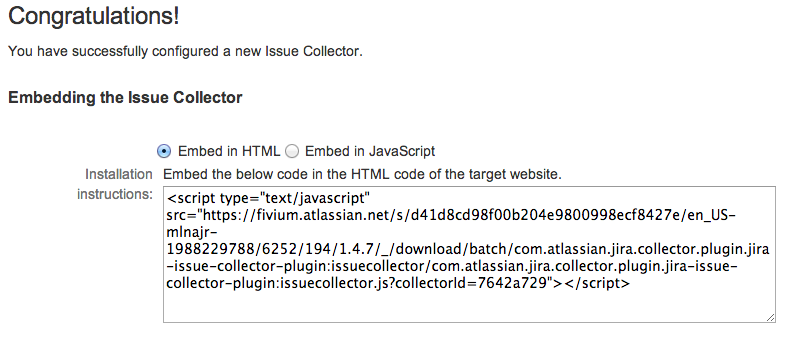 Congratulations!
You have successfully configured a new Issue Collector.
Embedding the Issue Collector
Embed in HTML Embed in JavaScript
Installation instructions: Embed the below code in the HTML code of the target website.
<script type="text/javascript"
src="https://fivium.atlassian.net/s/d41d8cd98f00b204e9800998ecf8427e/en_US-
mlnajr-
1988229788/6252/194/1.4.7/_/download/batch/com.atlassian.jira.collector.plugin.jira
-issue-collector-plugin:issuecollector/com.atlassian.jira.collector.plugin.jira-issue-
collector-plugin:issuecollector.js?collectorId=7642a729"></script>